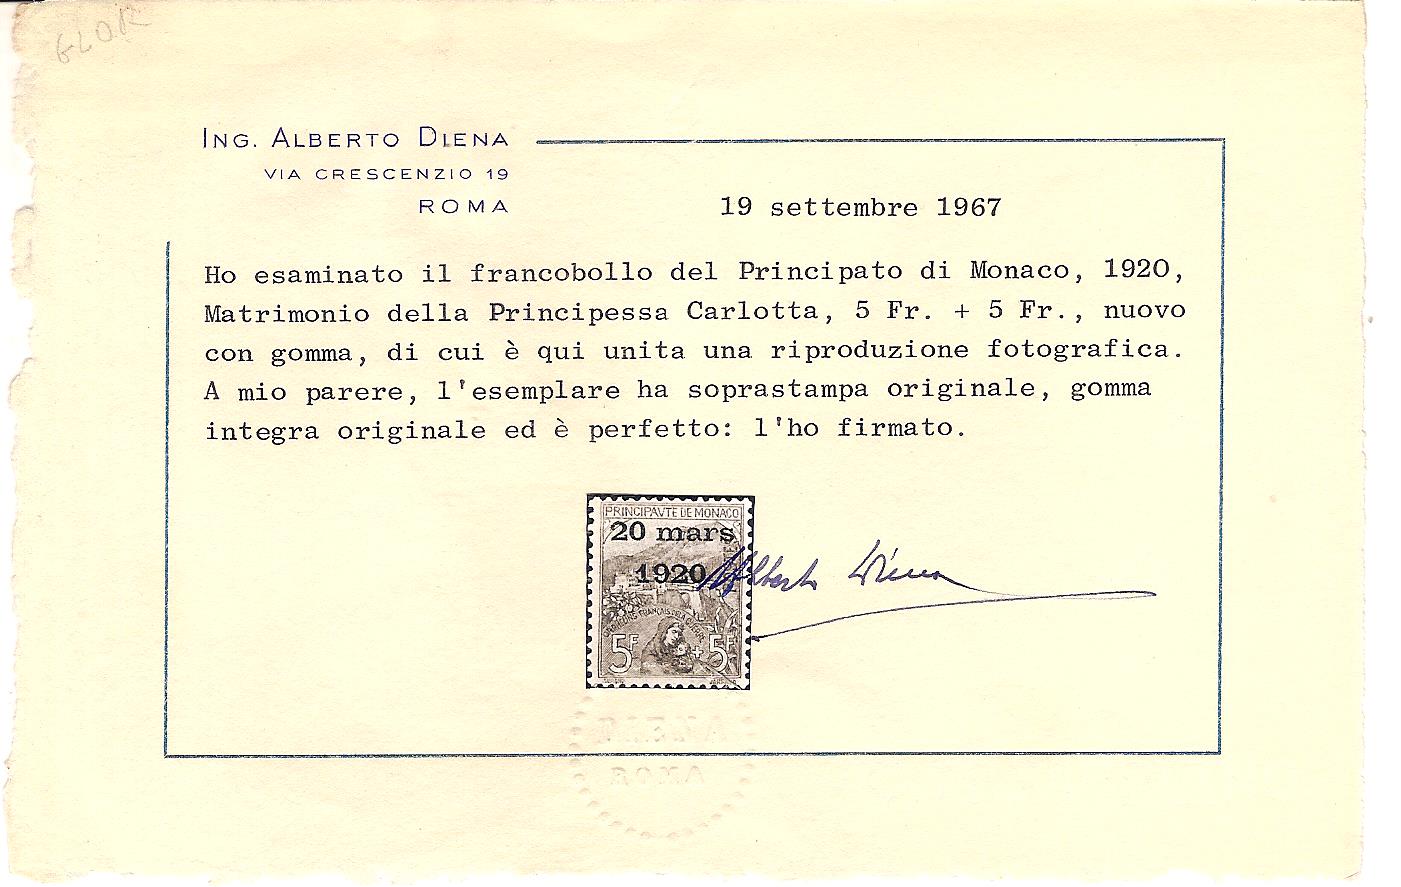 GLOR
ING. ALBERTO DIENA
VIA CRESCENZIO 19
ROMA
19 settembre 1967
Ho esaminato il francobollo del Principato di Monaco, 1920,
Matrimonio della Principessa Carlotta, 5 Fr. + 5 Fr., nuovo
con gomma, di cui è qui unita una riproduzione fotografica.
A mio parere, l'esemplare ha soprastampa originale, gomma
integra originale ed è perfetto: l'ho firmato.
PRINCIPAVTE DE MONACO
20 mars
1920
5F + 5F
Alberto Diena